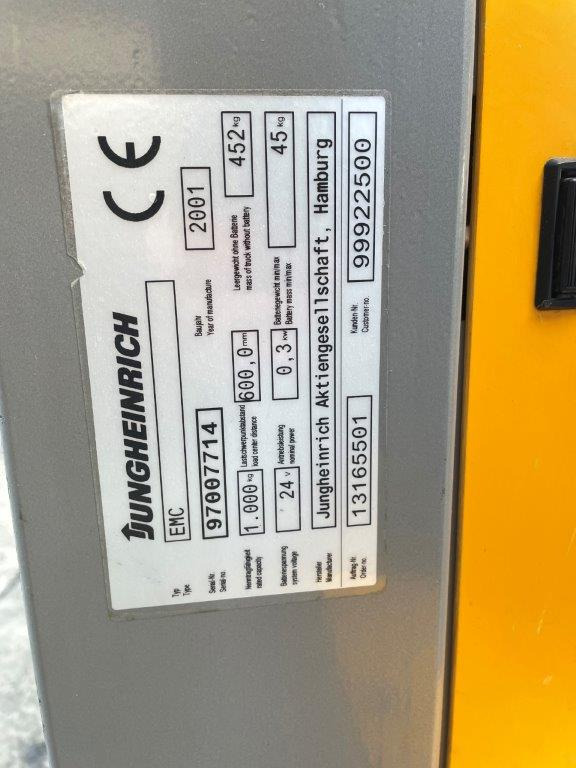 JUNGHEINRICH CE
Typ
Type EMC
Serial-Nr. Baujahr
Serial-no. 97007714 Year of manufacture 2001
Nenntragfähigkeit Lastschwerpunktabstand Leergewicht ohne Batterie
rated capacity 1.000 kg load center distance 600,0 mm mass of truck without battery 452 kg
Batteriespannung Antriebsleistung Batteriegewicht min/max
system voltage 24 V nominal power 0,3 kW Battery mass min/max 45 kg
Hersteller
Manufacturer Jungheinrich Aktiengesellschaft, Hamburg
Auftrag-Nr. Kunden-Nr.
Order-no. 13165501 Customer-no. 99922500